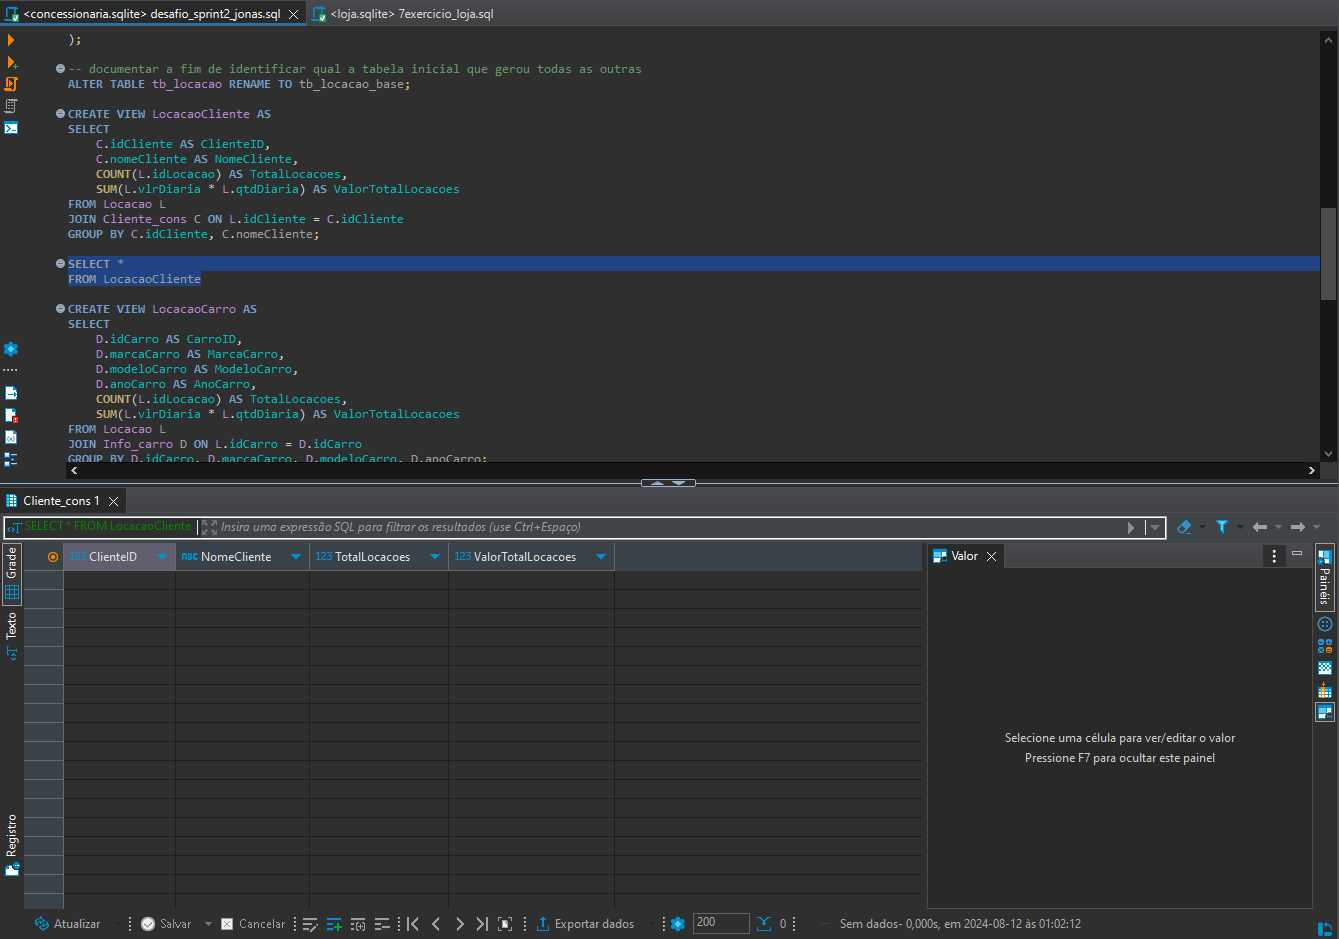 <concessionaria.sqlite> desafio_sprint2_jonas.sql
<loja.sqlite> 7exercicio_loja.sql
);
-- documentar a fim de identificar qual a tabela inicial que gerou todas as outras
ALTER TABLE tb_locacao RENAME TO tb_locacao_base;
CREATE VIEW LocacaoCliente AS
SELECT
C.idCliente AS ClienteID,
C.nomeCliente AS NomeCliente,
COUNT(L.idLocacao) AS TotalLocacoes,
SUM(L.vlrDiaria * L.qtdDiaria) AS ValorTotalLocacoes
FROM Locacao L
JOIN Cliente_cons C ON L.idCliente = C.idCliente
GROUP BY C.idCliente, C.nomeCliente;
SELECT *
FROM LocacaoCliente
CREATE VIEW LocacaoCarro AS
SELECT
D.idCarro AS CarroID,
D.marcaCarro AS MarcaCarro,
D.modeloCarro AS ModeloCarro,
D.anoCarro AS AnoCarro,
COUNT(L.idLocacao) AS TotalLocacoes,
SUM(L.vlrDiaria * L.qtdDiaria) AS ValorTotalLocacoes
FROM Locacao L
JOIN Info_carro D ON L.idCarro = D.idCarro
GROUP BY D.idCarro, D.marcaCarro, D.modeloCarro, D.anoCarro;
Cliente_cons 1
SELECT * FROM LocacaoCliente
Insira uma expressão SQL para filtrar os resultados (use Ctrl+Espaço)
Grade
Texto
Registro
123 ClienteID
ABC NomeCliente
123 TotalLocacoes
123 ValorTotalLocacoes
Valor
Painéis
Selecione uma célula para ver/editar o valor
Pressione F7 para ocultar este painel
Atualizar
Salvar
Cancelar
Exportar dados
200
0
Sem dados- 0,000s, em 2024-08-12 às 01:02:12